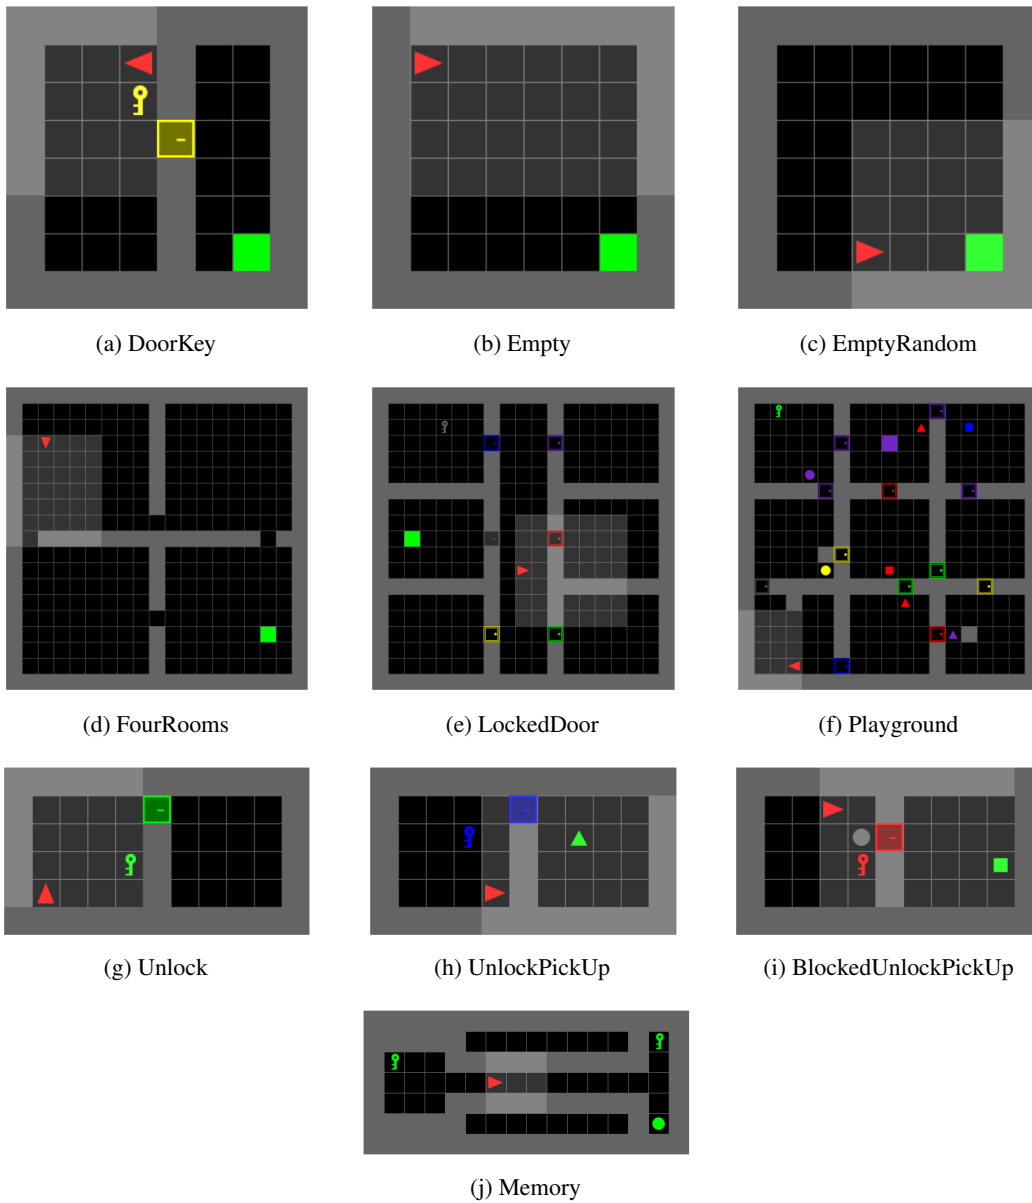 (a) DoorKey
(b) Empty
(c) EmptyRandom
(d) FourRooms
(e) LockedDoor
(f) Playground
(g) Unlock
(h) UnlockPickUp
(i) BlockedUnlockPickUp
(j) Memory